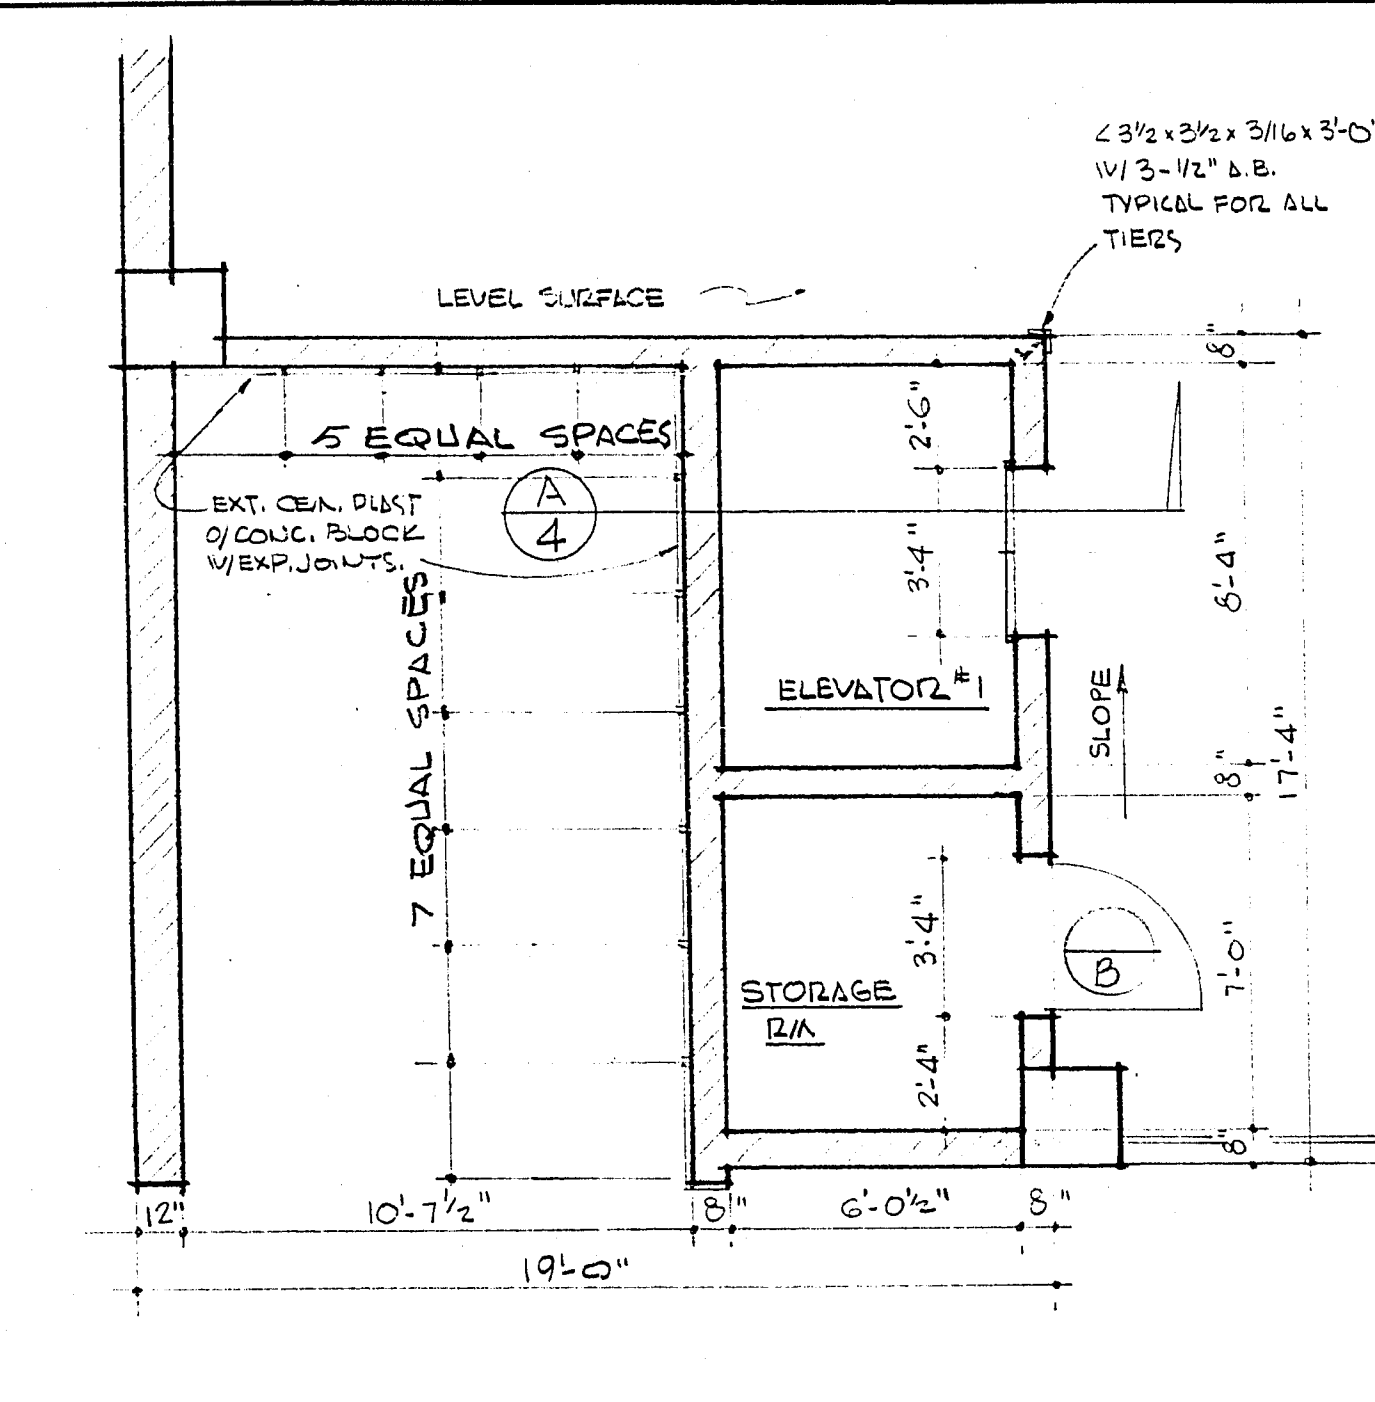 ∠ 3½ x 3½ x 3/16 x 3'-0"
W/ 3-1/2" A.B.
TYPICAL FOR ALL
TIERS
LEVEL SURFACE
8"
2'-6"
5 EQUAL SPACES
A
4
EXT. CEM. PLAST
O/ CONC. BLOCK
W/EXP. JOINTS.
3'-4"
8'-4"
7 EQUAL SPACES
ELEVATOR #1
SLOPE
8"
17'-4"
3'-4"
B
7'-0"
STORAGE
RM
2'-4"
8"
12"
10'-7½"
8"
6'-0½"
8"
19'-0"